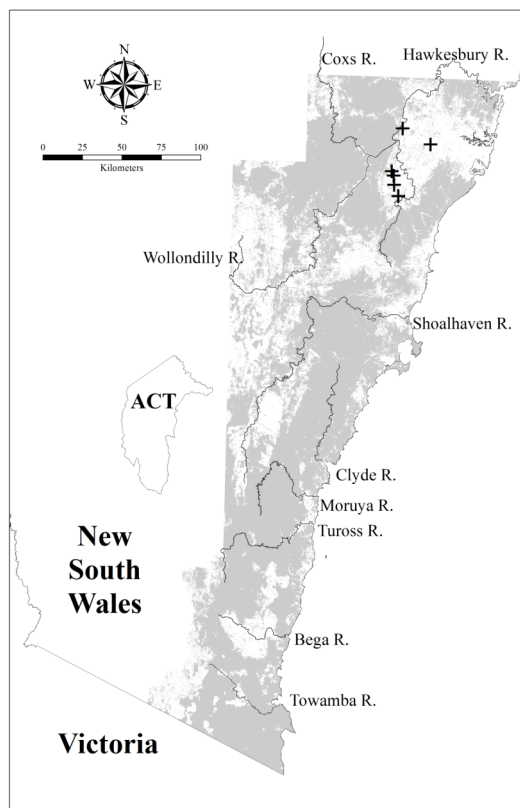 Coxs R.
Hawkesbury R.
N
W E
S
0 25 50 75 100
Kilometers
Wollondilly R.
Shoalhaven R.
ACT
Clyde R.
Moruya R.
Tuross R.
New
South
Wales
Bega R.
Towamba R.
Victoria